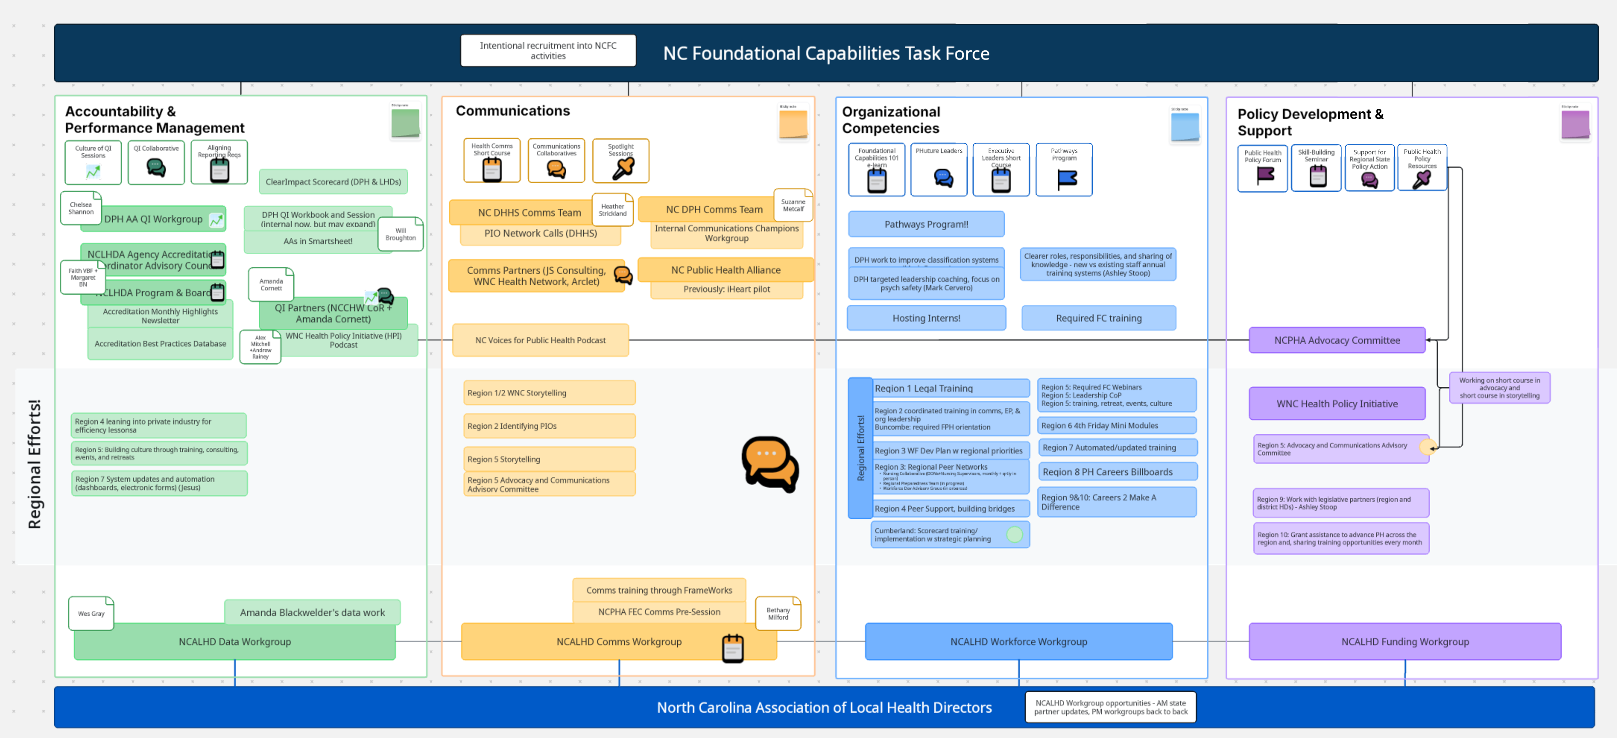 Intentional recruitment into NCFC
activities
NC Foundational Capabilities Task Force
Accountability &
Performance Management
Culture of QI
Sessions
QI Collaborative
Aligning
Reporting Reqs
ClearImpact Scorecard (DPH & LHDs)
Chelsea
Shannon
DPH AA QI Workgroup
DPH QI Workbook and Session
(internal now, but may expand)
AAs in Smartsheet!
Will
Broughton
NCLHDA Agency Accreditation
Coordinator Advisory Council
Faith VBF +
Margaret
BN
NCLHDA Program & Board
Accreditation Monthly Highlights
Newsletter
Accreditation Best Practices Database
Amanda
Cornett
QI Partners (NCCHW CoR +
Amanda Cornett)
Alex
Mitchell
+Andrew
Rainey
WNC Health Policy Initiative (HPI)
Podcast
Communications
Health Comms
Short Course
Communications
Collaboratives
Spotlight
Sessions
NC DHHS Comms Team
Heather
Strickland
PIO Network Calls (DHHS)
NC DPH Comms Team
Suzanne
Metcalf
Internal Communications Champions
Workgroup
Comms Partners (JS Consulting,
WNC Health Network, Arclet)
NC Public Health Alliance
Previously: iHeart pilot
NC Voices for Public Health Podcast
Organizational
Competencies
Foundational
Capabilities 101
PHuture Leaders
Executive
Leaders Short
Course
Pathways
Program
Pathways Program!!
DPH work to improve classification systems
DPH targeted leadership coaching, focus on
psych safety (Mark Cervero)
Clearer roles, responsibilities, and sharing of
knowledge - new vs existing staff annual
training systems (Ashley Stoop)
Hosting Interns!
Required FC training
Policy Development &
Support
Public Health
Policy Forum
Skill-Building
Seminar
Support for
Regional State
Policy Action
Public Health
Policy
Resources
NCPHA Advocacy Committee
Working on short course in
advocacy and
short course in storytelling
WNC Health Policy Initiative
Region 5: Advocacy and Communications Advisory
Committee
Region 9: Work with legislative partners (region and
district HDs) - Ashley Stoop
Region 10: Grant assistance to advance PH across the
region and, sharing training opportunities every month
Regional Efforts!
Region 4 leaning into private industry for
efficiency lessonsa
Region 5: Building culture through training, consulting,
events, and retreats
Region 7 System updates and automation
(dashboards, electronic forms) (Jesus)
Region 1/2 WNC Storytelling
Region 2 Identifying PIOs
Region 5 Storytelling
Region 5 Advocacy and Communications
Advisory Committee
Regional Efforts!
Region 1 Legal Training
Region 2 coordinated training in comms, EP, &
org leadership
Buncombe: required FPH orientation
Region 3 WF Dev Plan w regional priorities
Region 3: Regional Peer Networks
Region 4 Peer Support, building bridges
Cumberland: Scorecard training/
implementation w strategic planning
Region 5: Required FC Webinars
Region 5: Leadership CoP
Region 5: training, retreat, events, culture
Region 6 4th Friday Mini Modules
Region 7 Automated/updated training
Region 8 PH Careers Billboards
Region 9&10: Careers 2 Make A
Difference
Wes Gray
Amanda Blackwelder's data work
NCALHD Data Workgroup
Comms training through FrameWorks
NCPHA FEC Comms Pre-Session
Bethany
Milford
NCALHD Comms Workgroup
NCALHD Workforce Workgroup
NCALHD Funding Workgroup
North Carolina Association of Local Health Directors
NCALHD Workgroup opportunities - AM state
partner updates, PM workgroups back to back